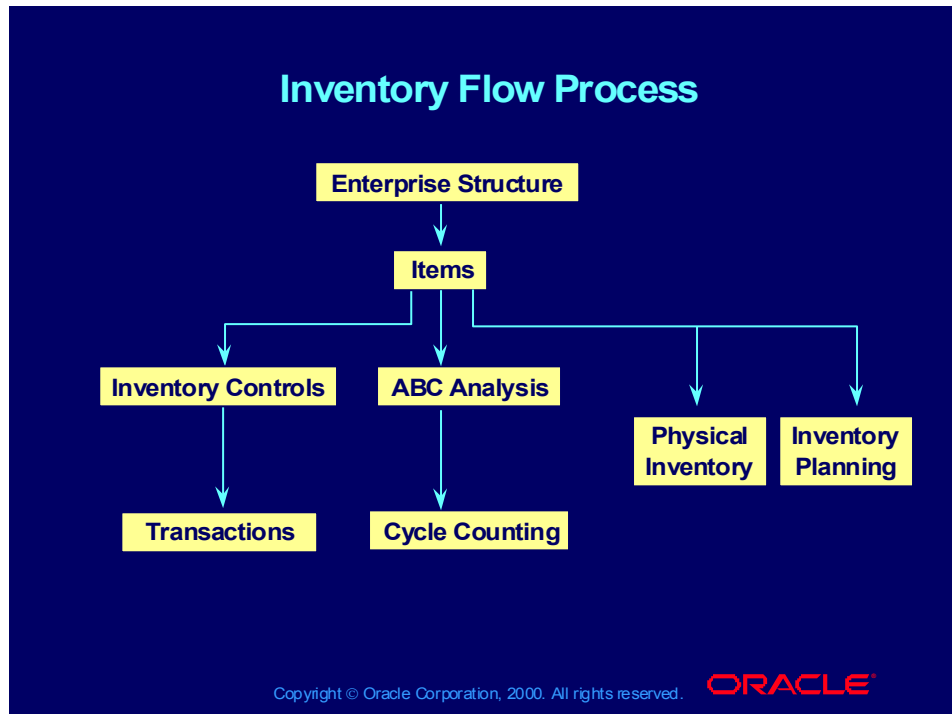 Inventory Flow Process
Enterprise Structure
Items
Inventory Controls
ABC Analysis
Physical
Inventory
Inventory
Planning
Transactions
Cycle Counting
Copyright © Oracle Corporation, 2000. All rights reserved.
ORACLE®